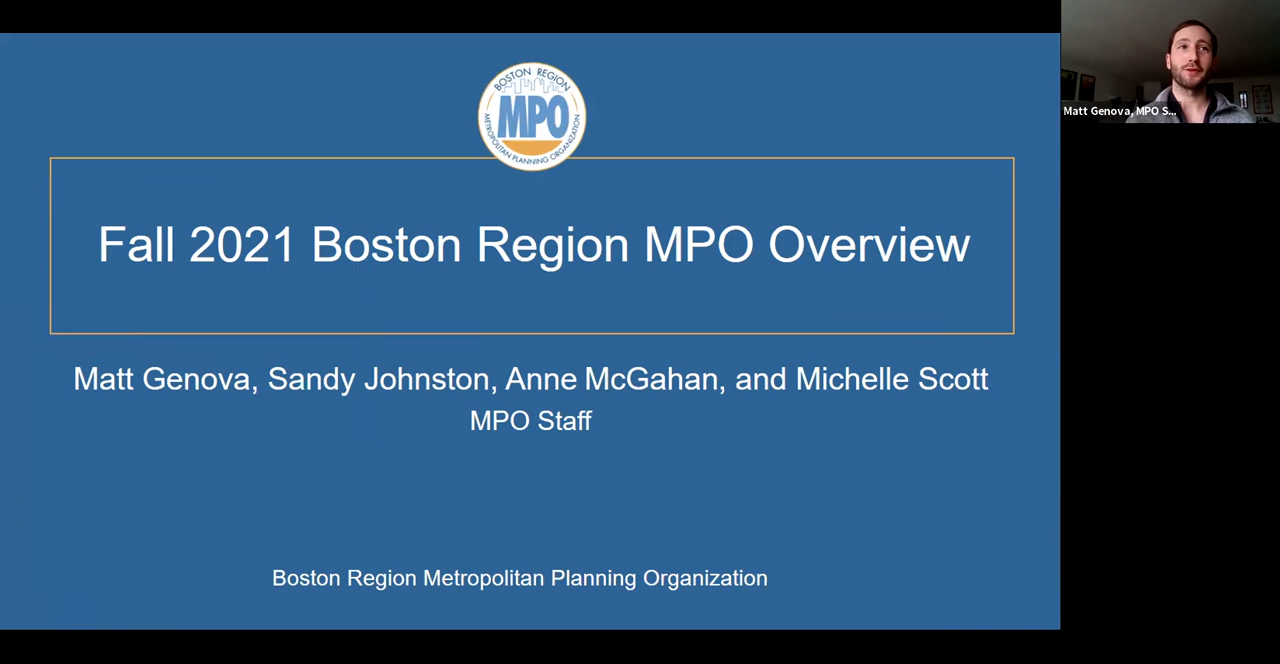 BOSTON REGION
MPO
METROPOLITAN PLANNING ORGANIZATION
Fall 2021 Boston Region MPO Overview
Matt Genova, Sandy Johnston, Anne McGahan, and Michelle Scott
MPO Staff
Boston Region Metropolitan Planning Organization
Matt Genova, MPO S...